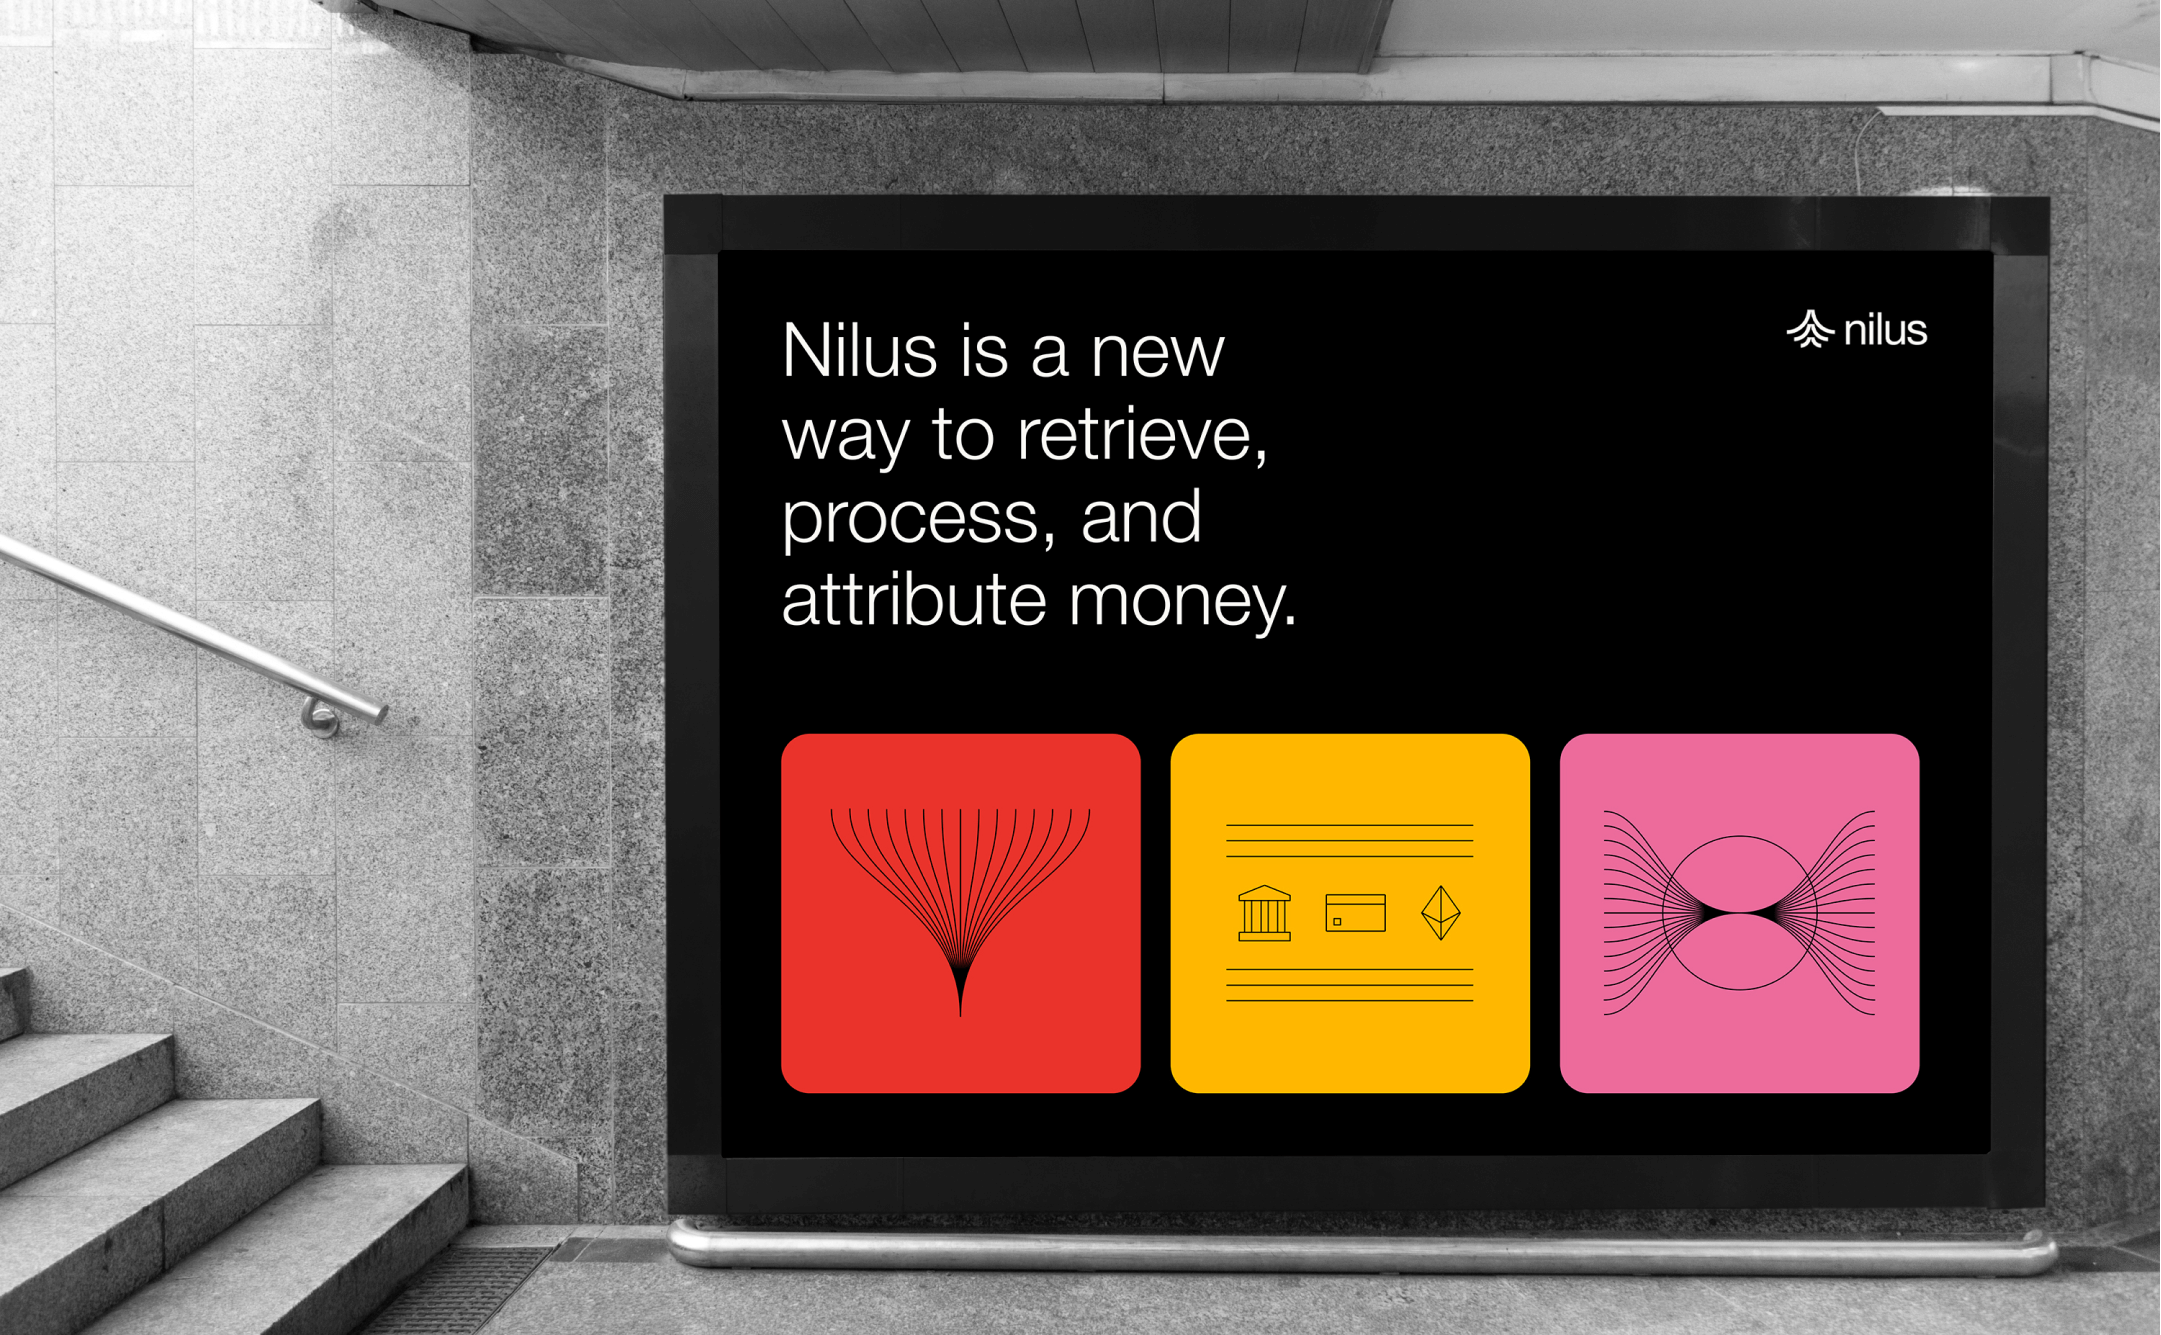 Nilus is a new
way to retrieve,
process, and
attribute money.
nilus